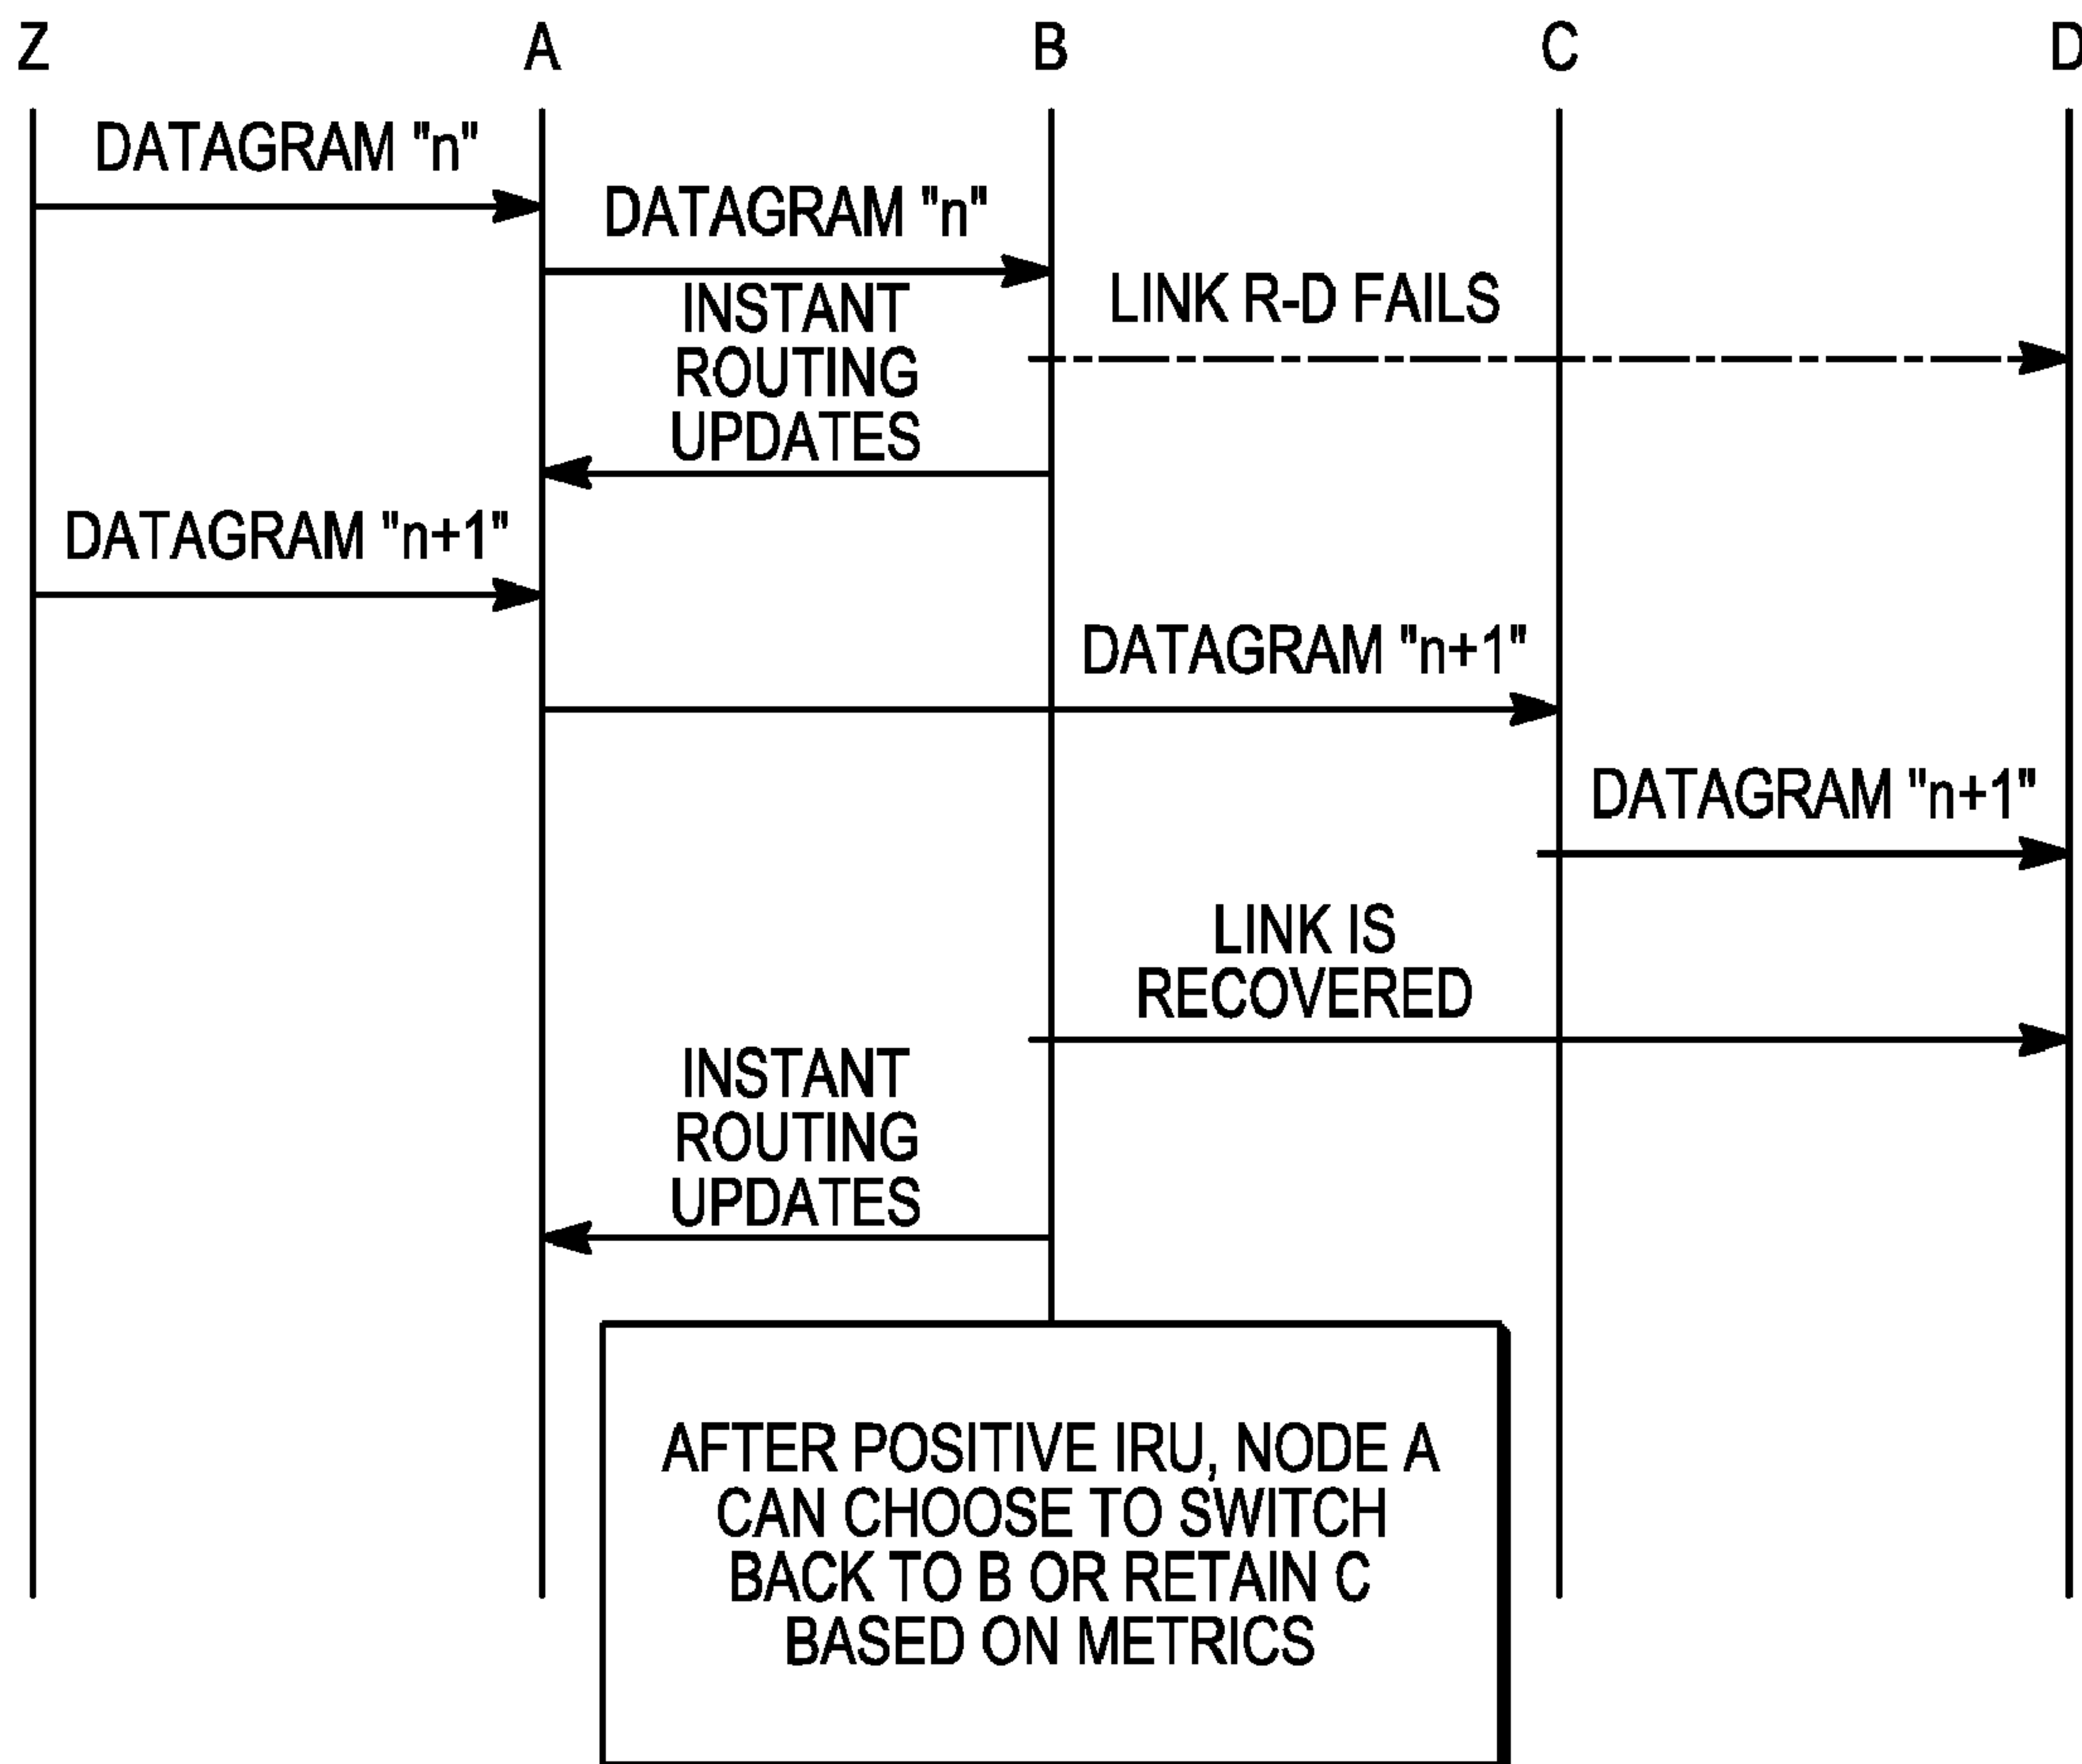 Z
A
B
C
D
DATAGRAM "n"
DATAGRAM "n"
LINK R-D FAILS
INSTANT
ROUTING
UPDATES
DATAGRAM "n+1"
DATAGRAM "n+1"
DATAGRAM "n+1"
LINK IS
RECOVERED
INSTANT
ROUTING
UPDATES
AFTER POSITIVE IRU, NODE A
CAN CHOOSE TO SWITCH
BACK TO B OR RETAIN C
BASED ON METRICS